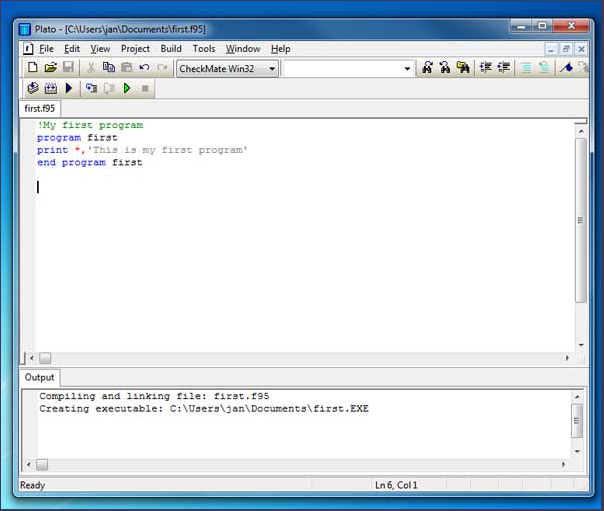 Plato - [C:\Users\jan\Documents\first.f95]
File Edit View Project Build Tools Window Help
CheckMate Win32
first.f95
!My first program
program first
print *,'This is my first program'
end program first
Output
Compiling and linking file: first.f95
Creating executable: C:\Users\jan\Documents\first.EXE
Ready Ln 6, Col 1